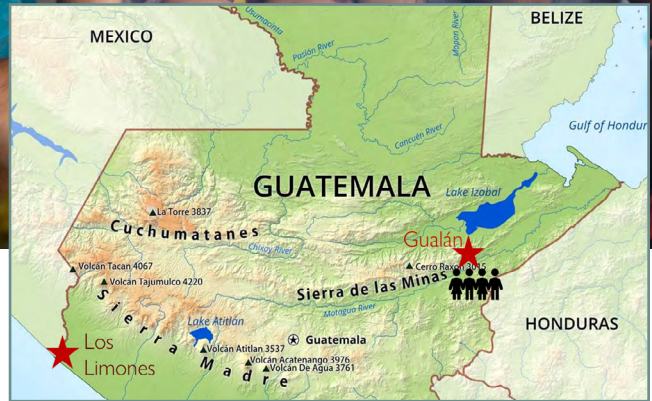 BELIZE
MEXICO
Usumacinta
Pasión River
Mopan River
Cancuén River
Gulf of Hondur
GUATEMALA
Lake Izabal
La Torre 3837
Cuchumatanes
Chixoy River
Gualán
Cerro Raxon 3015
Volcán Tacan 4067
Volcán Tajumulco 4220
Sierra de las Minas
Motagua River
Sierra Madre
Lake Atitlán
Guatemala
HONDURAS
Los
Limones
Volcán Atitlan 3537
Volcán Acatenango 3976
Volcán De Agua 3761